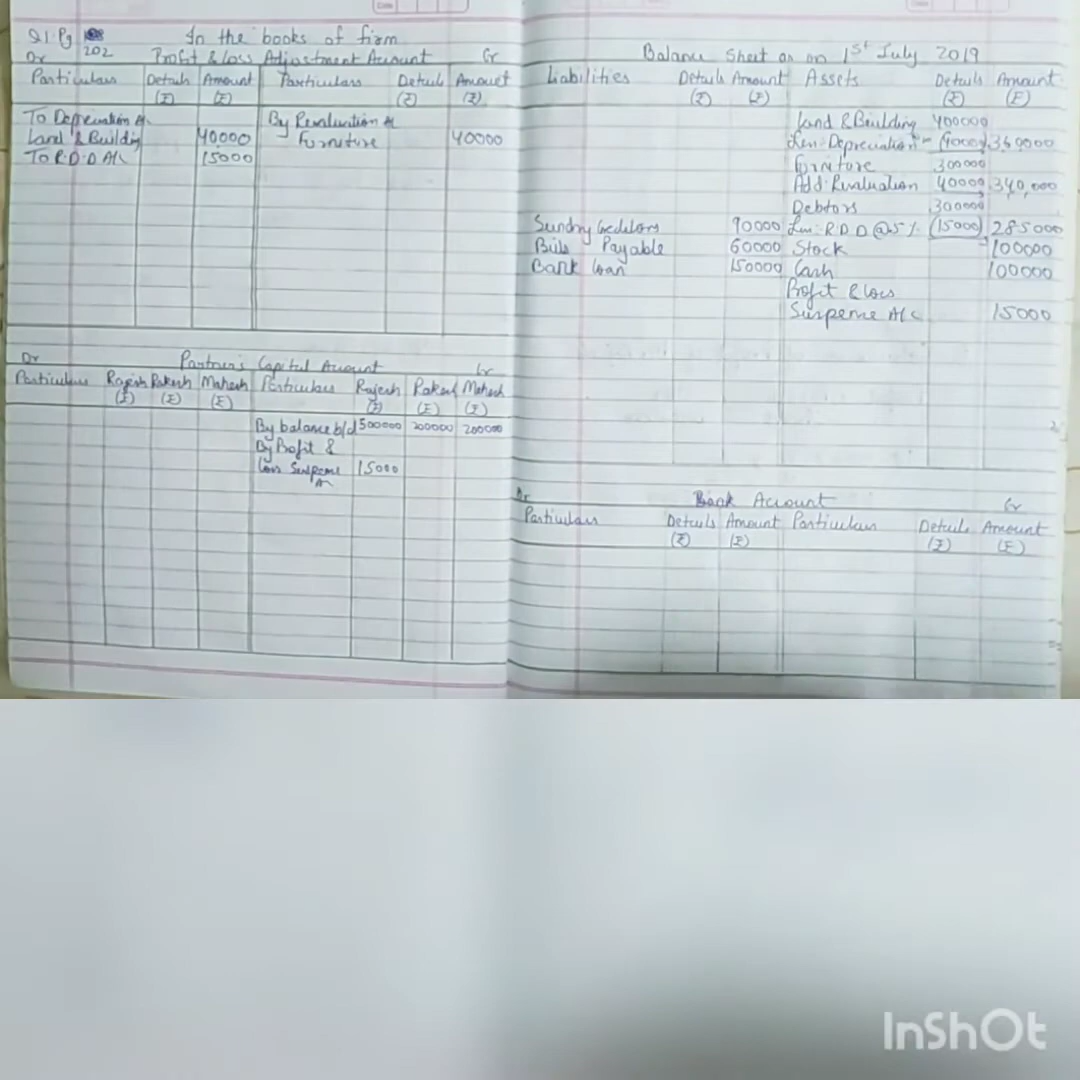 Q1. Pg 202
In the books of firm
Dr Profit & Loss Adjustment Account Cr
Particulars Details (₹) Amount (₹) Particulars Details (₹) Amount (₹)
To Depreciation A/c By Revaluation A/c
Land & Building 40000 Furniture 40000
To R.D.D A/c 15000
Dr Partner's Capital Account Cr
Particulars Rajesh (₹) Rakesh (₹) Mahesh (₹) Particulars Rajesh (₹) Rakesh (₹) Mahesh (₹)
By balance b/d 500000 200000 200000
By Profit &
Loss Suspense 15000
A/c
Balance Sheet as on 1st July 2019
Liabilities Details (₹) Amount (₹) Assets Details (₹) Amount (₹)
Land & Building 400000
Less: Depreciation (40000) 360000
Furniture 300000
Add: Revaluation 40000 340,000
Debtors 300000
Sundry Creditors 90000 Less: R.D.D @ 5% (15000) 285000
Bills Payable 60000 Stock 100000
Bank loan 150000 Cash 100000
Profit & Loss
Suspense A/c 15000
Dr Bank Account Cr
Particulars Details (₹) Amount (₹) Particulars Details (₹) Amount (₹)
InShOt